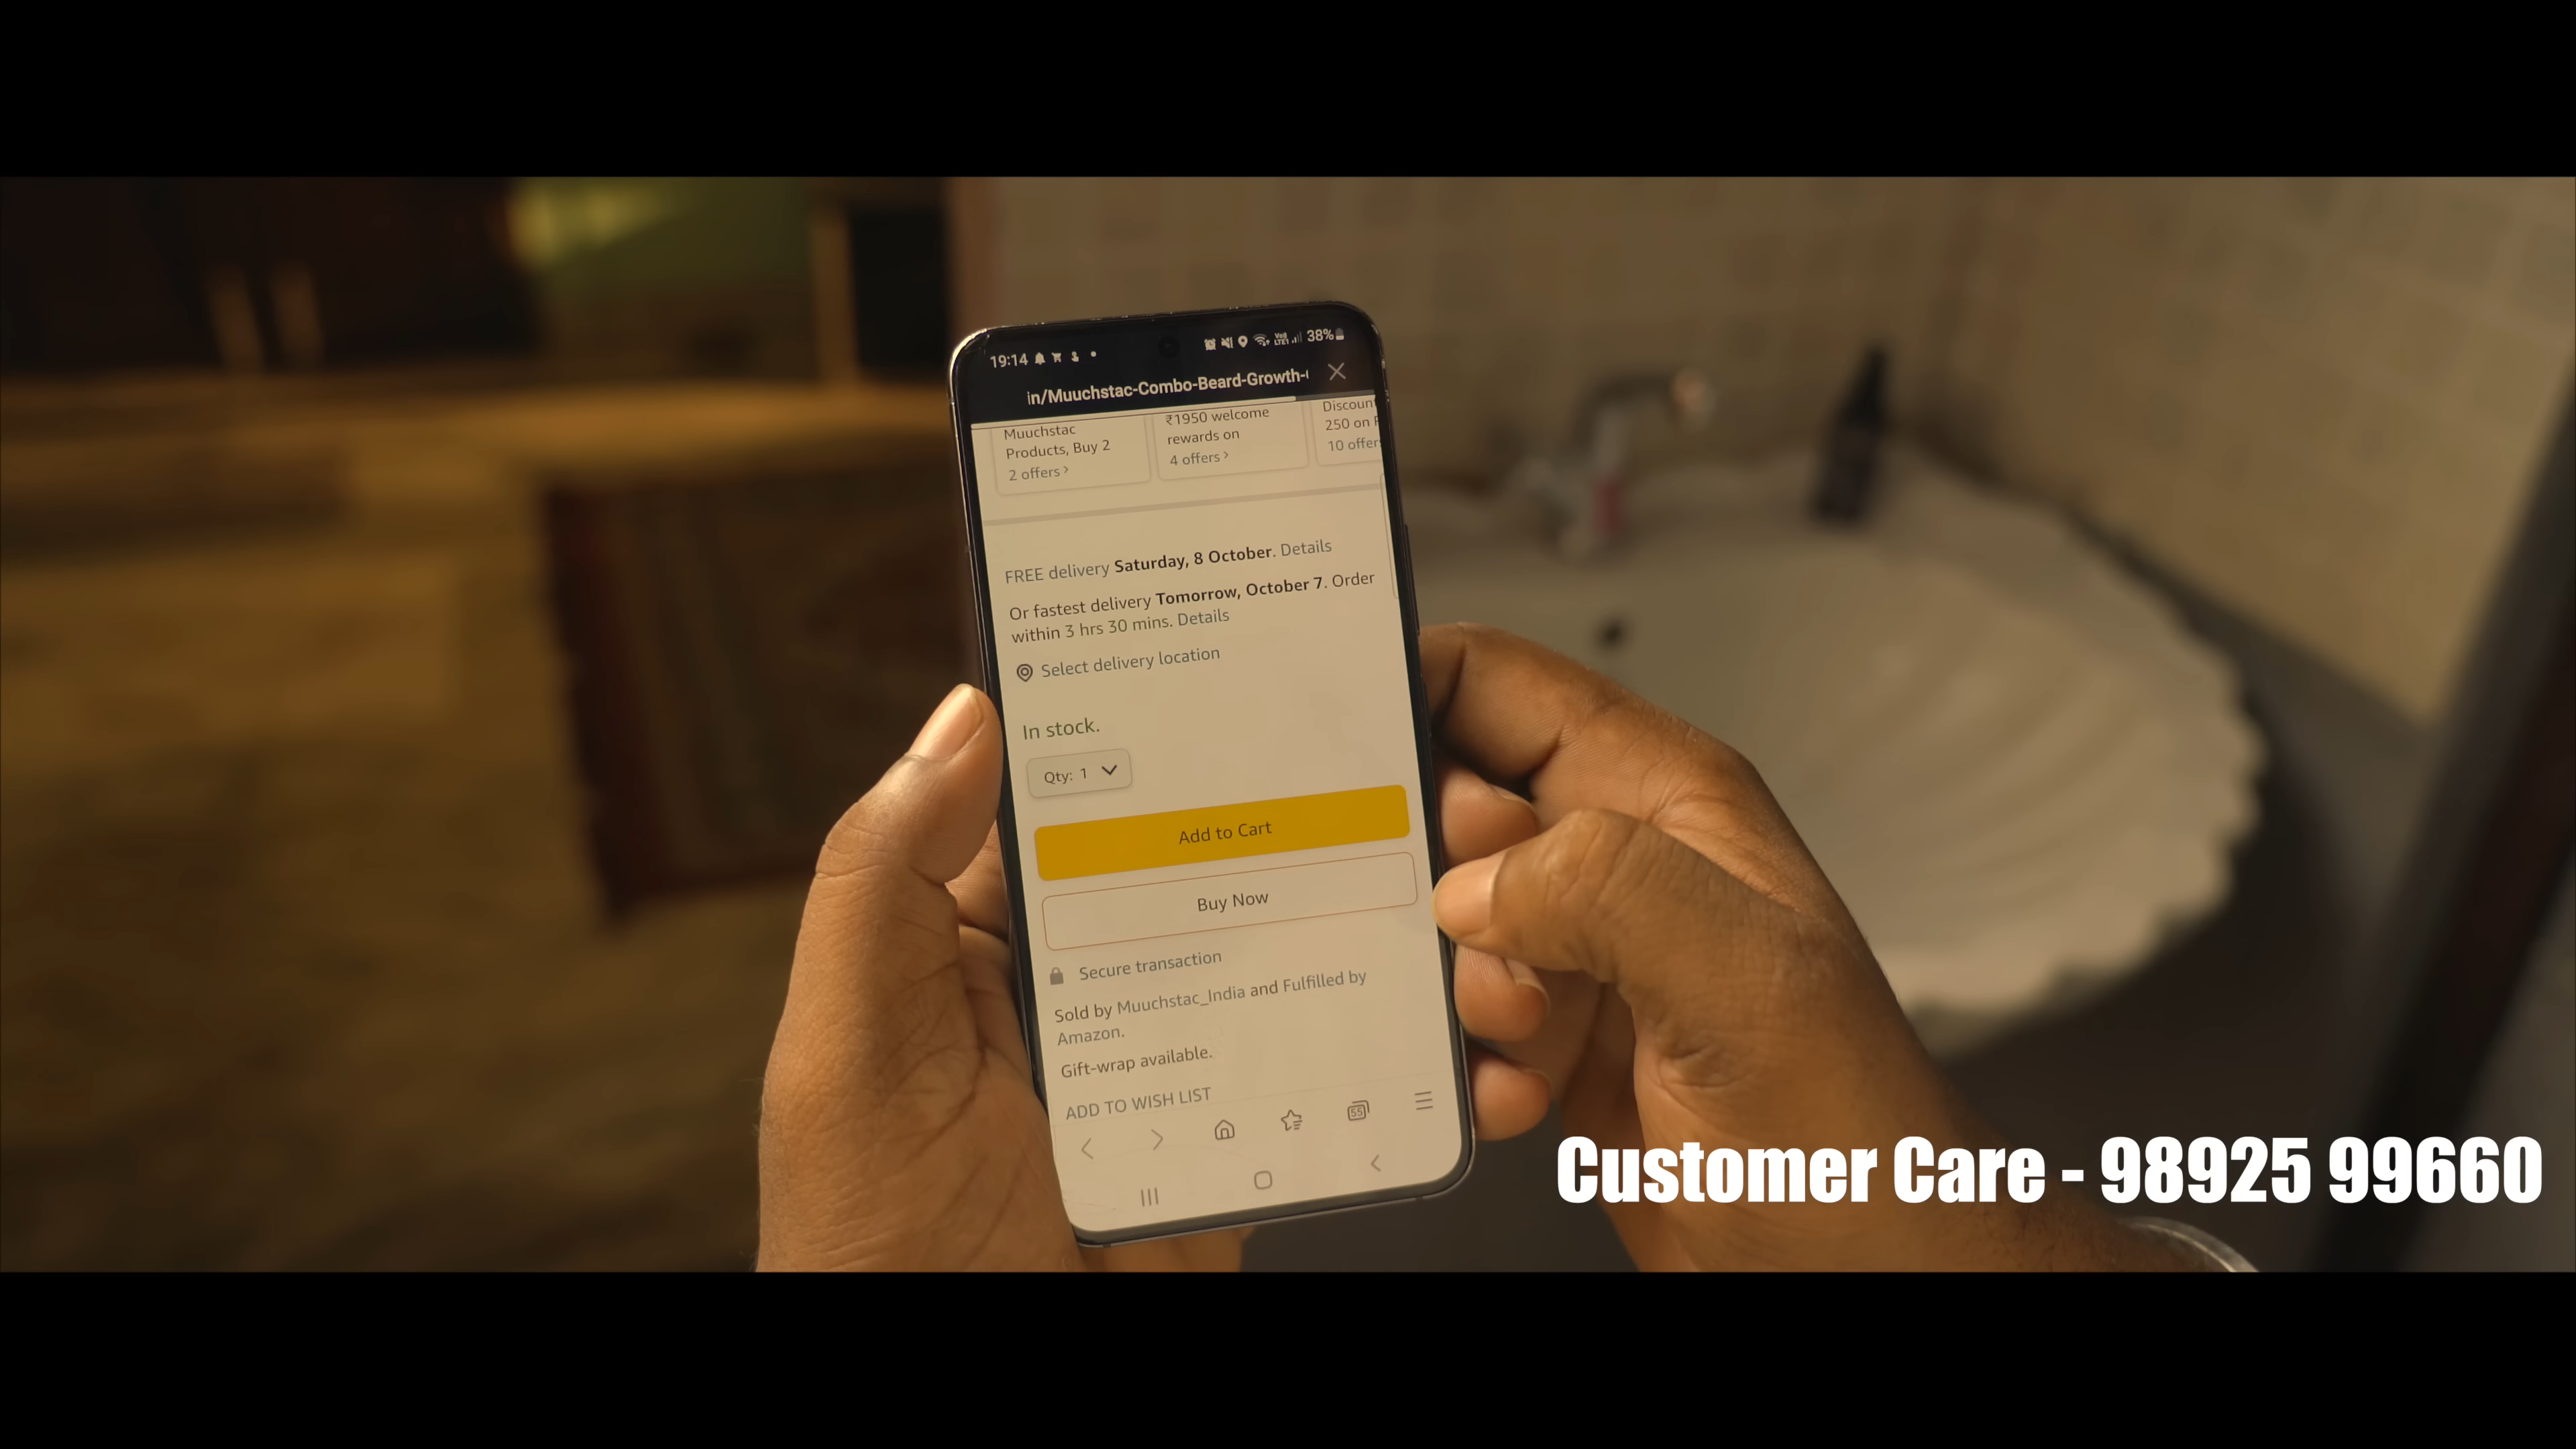 19:14
38%
in/Muuchstac-Combo-Beard-Growth-
Muuchstac
Products, Buy 2
2 offers
₹1950 welcome
rewards on
4 offers
Discount
250 on
10 offers
FREE delivery Saturday, 8 October. Details
Or fastest delivery Tomorrow, October 7. Order
within 3 hrs 30 mins. Details
Select delivery location
In stock.
Qty: 1
Add to Cart
Buy Now
Secure transaction
Sold by Muuchstac_India and Fulfilled by
Amazon.
Gift-wrap available.
ADD TO WISH LIST
55
Customer Care - 98925 99660